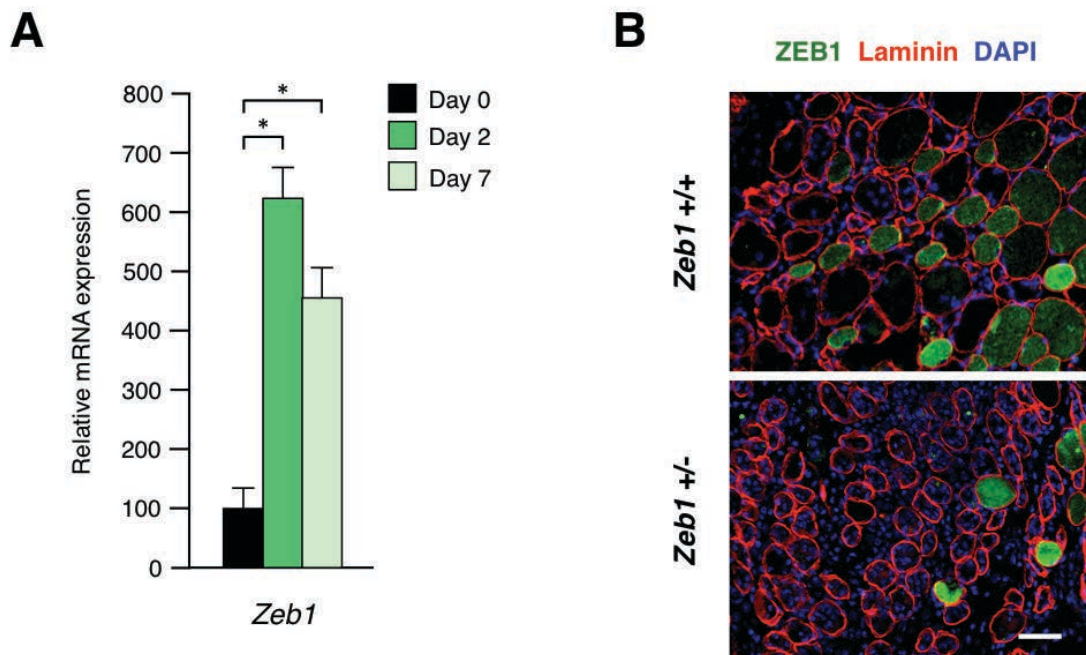 A
800
700
600
500
400
300
200
100
0
Relative mRNA expression
*
*
Day 0
Day 2
Day 7
Zeb1
B
ZEB1 Laminin DAPI
Zeb1 +/+
Zeb1 +/-